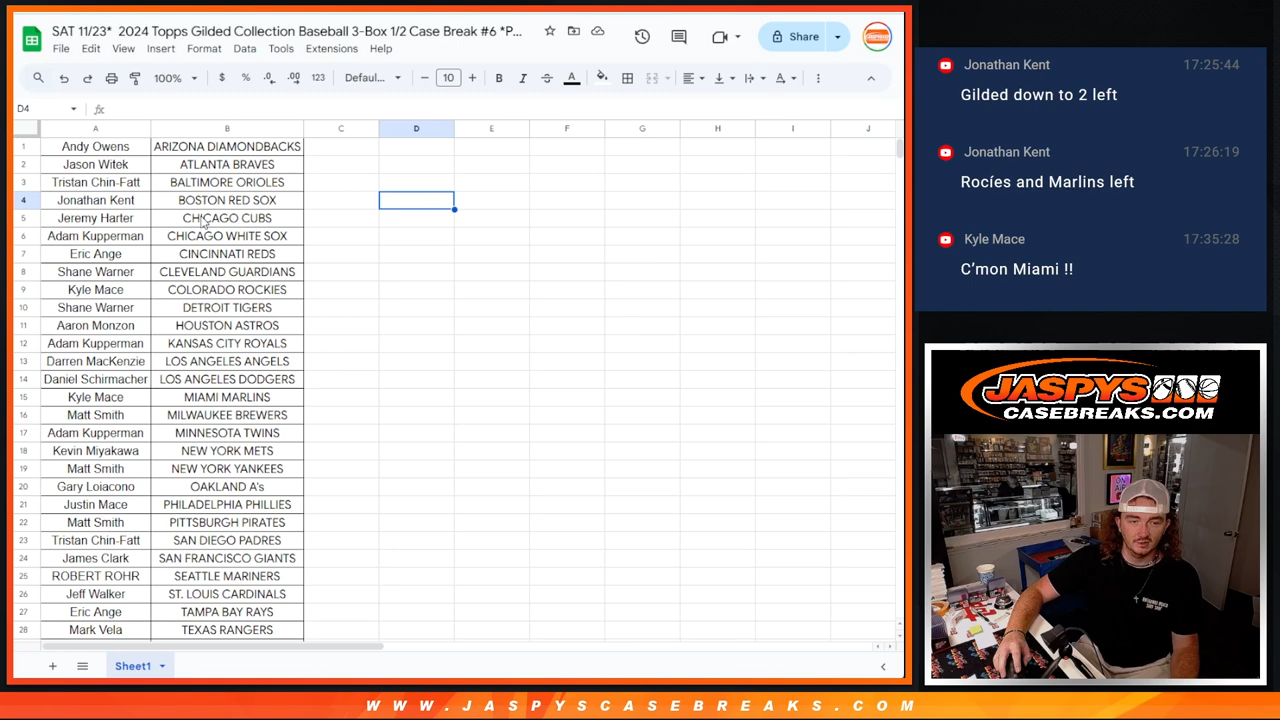 SAT 11/23* 2024 Topps Gilded Collection Baseball 3-Box 1/2 Case Break #6 *P...
Share
File Edit View Insert Format Data Tools Extensions Help
100% $ % .0 .00 123 Defaul... 10 B I A
D4 fx
A B C D E F G H I J
1 Andy Owens ARIZONA DIAMONDBACKS
2 Jason Witek ATLANTA BRAVES
3 Tristan Chin-Fatt BALTIMORE ORIOLES
4 Jonathan Kent BOSTON RED SOX
5 Jeremy Harter CHICAGO CUBS
6 Adam Kupperman CHICAGO WHITE SOX
7 Eric Ange CINCINNATI REDS
8 Shane Warner CLEVELAND GUARDIANS
9 Kyle Mace COLORADO ROCKIES
10 Shane Warner DETROIT TIGERS
11 Aaron Monzon HOUSTON ASTROS
12 Adam Kupperman KANSAS CITY ROYALS
13 Darren MacKenzie LOS ANGELES ANGELS
14 Daniel Schirmacher LOS ANGELES DODGERS
15 Kyle Mace MIAMI MARLINS
16 Matt Smith MILWAUKEE BREWERS
17 Adam Kupperman MINNESOTA TWINS
18 Kevin Miyakawa NEW YORK METS
19 Matt Smith NEW YORK YANKEES
20 Gary Loiacono OAKLAND A's
21 Justin Mace PHILADELPHIA PHILLIES
22 Matt Smith PITTSBURGH PIRATES
23 Tristan Chin-Fatt SAN DIEGO PADRES
24 James Clark SAN FRANCISCO GIANTS
25 ROBERT ROHR SEATTLE MARINERS
26 Jeff Walker ST. LOUIS CARDINALS
27 Eric Ange TAMPA BAY RAYS
28 Mark Vela TEXAS RANGERS
Sheet1
Jonathan Kent 17:25:44
Gilded down to 2 left
Jonathan Kent 17:26:19
Rocíes and Marlins left
Kyle Mace 17:35:28
C'mon Miami !!
JASPYS
CASEBREAKS.COM
ON AIR
WWW.JASPYSCASEBREAKS.COM